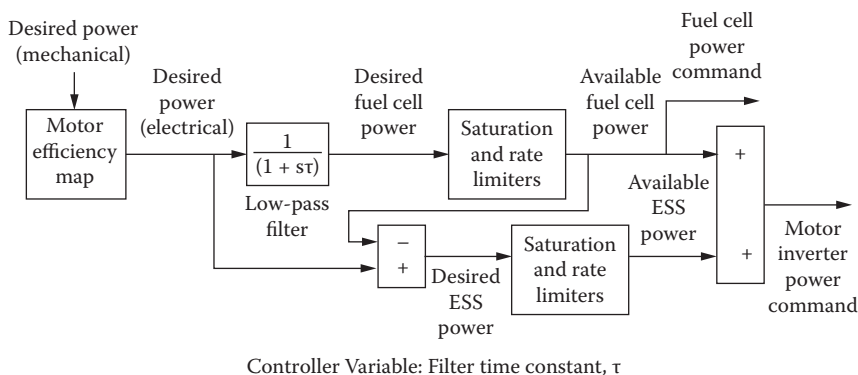 Desired power
(mechanical)
Motor
efficiency
map
Desired
power
(electrical)
1
(1 + sτ)
Low-pass
filter
Desired
fuel cell
power
Saturation
and rate
limiters
Available
fuel cell
power
Fuel cell
power
command
−
+
Desired
ESS
power
Saturation
and rate
limiters
Available
ESS
power
+
+
Motor
inverter
power
command
Controller Variable: Filter time constant, τ